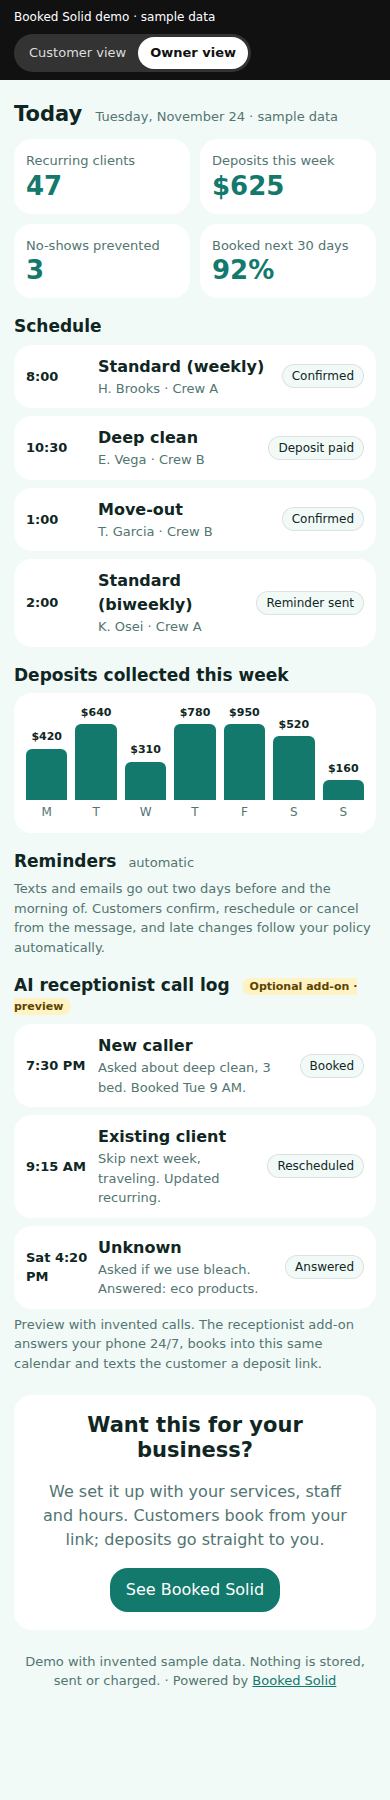 Booked Solid demo · sample data
Customer view
Owner view
Today Tuesday, November 24 · sample data
Recurring clients
47
Deposits this week
$625
No-shows prevented
3
Booked next 30 days
92%
Schedule
8:00
Standard (weekly)
H. Brooks · Crew A
Confirmed
10:30
Deep clean
E. Vega · Crew B
Deposit paid
1:00
Move-out
T. Garcia · Crew B
Confirmed
2:00
Standard
(biweekly)
K. Osei · Crew A
Reminder sent
Deposits collected this week
$420
$640
$310
$780
$950
$520
$160
M
T
W
T
F
S
S
Reminders automatic
Texts and emails go out two days before and the
morning of. Customers confirm, reschedule or cancel
from the message, and late changes follow your policy
automatically.
AI receptionist call log Optional add-on ·
preview
7:30 PM
New caller
Asked about deep clean, 3
bed. Booked Tue 9 AM.
Booked
9:15 AM
Existing client
Skip next week,
traveling. Updated
recurring.
Rescheduled
Sat 4:20
PM
Unknown
Asked if we use bleach.
Answered: eco products.
Answered
Preview with invented calls. The receptionist add-on
answers your phone 24/7, books into this same
calendar and texts the customer a deposit link.
Want this for your
business?
We set it up with your services, staff
and hours. Customers book from your
link; deposits go straight to you.
See Booked Solid
Demo with invented sample data. Nothing is stored,
sent or charged. · Powered by Booked Solid